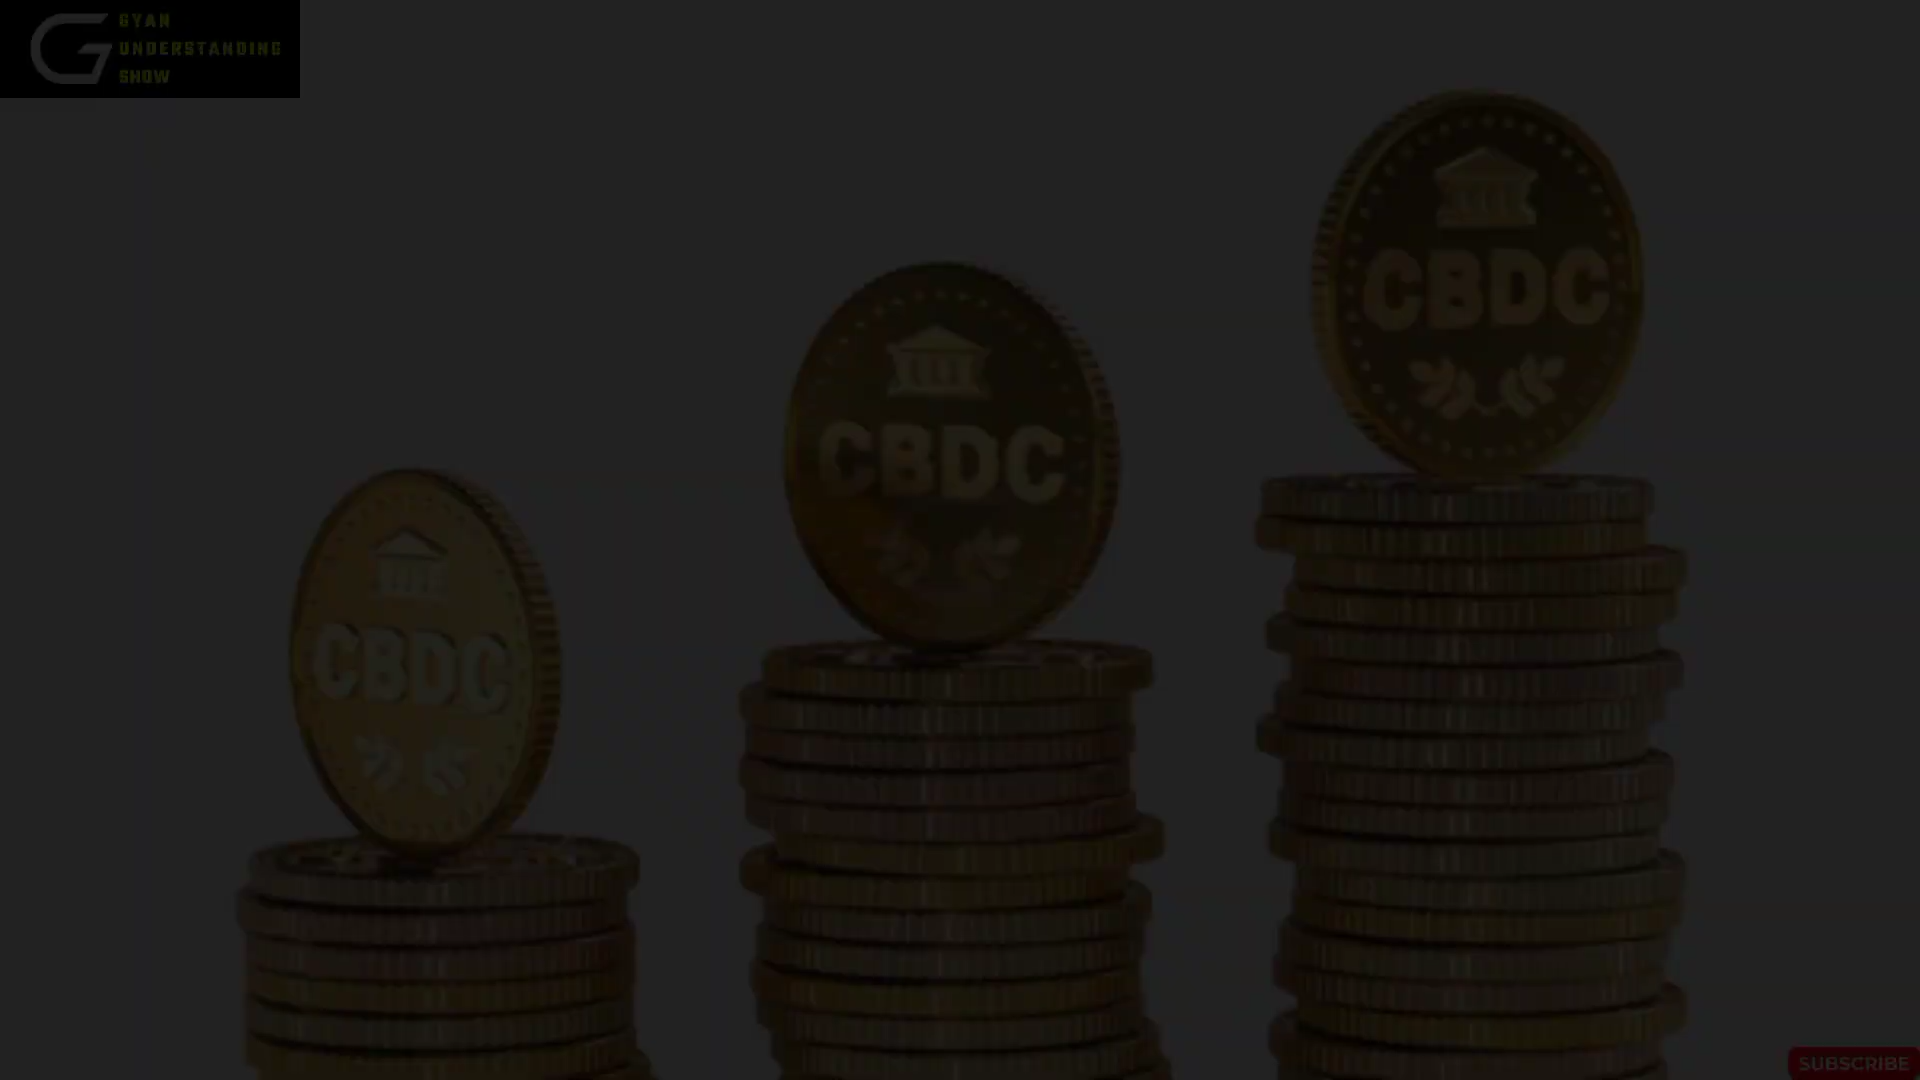 GYAN
UNDERSTANDING
SHOW
CBDC
CBDC
CBDC
SUBSCRIBE